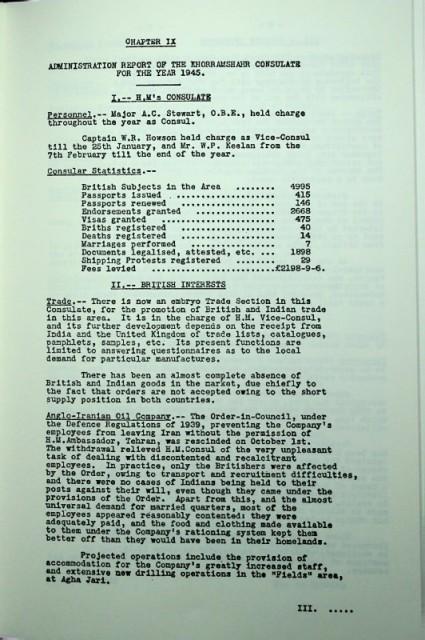 CHAPTER IX
ADMINISTRATION REPORT OF THE KHORRAMSHAHR CONSULATE
FOR THE YEAR 1945.
I.-- H.M's CONSULATE
Personnel.-- Major A.C. Stewart, O.B.E., held charge
throughout the year as Consul.
Captain W.R. Howson held charge as Vice-Consul
till the 25th January, and Mr. W.P. Keelan from the
7th February till the end of the year.
Consular Statistics.--
British Subjects in the Area ........ 4995
Passports issued .................... 415
Passports renewed ................... 146
Endorsements granted ................ 2668
Visas granted ................... 475
Briths registered ................ 40
Deaths registered ................ 14
Marriages performed ................ 7
Documents legalised, attested, etc. ... 1898
Shipping Protests registered ........ 29
Fees levied ....................£2198-9-6.
II.-- BRITISH INTERESTS
Trade.-- There is now an embryo Trade Section in this
Consulate, for the promotion of British and Indian trade
in this area. It is in the charge of H.M. Vice-Consul,
and its further development depends on the receipt from
India and the United Kingdom of trade lists, catalogues,
pamphlets, samples, etc. Its present functions are
limited to answering questionnaires as to the local
demand for particular manufactures.
There has been an almost complete absence of
British and Indian goods in the market, due chiefly to
the fact that orders are not accepted owing to the short
supply position in both countries.
Anglo-Iranian Oil Company.-- The Order-in-Council, under
the Defence Regulations of 1939, preventing the Company's
employees from leaving Iran without the permission of
H.M.Ambassador, Tehran, was rescinded on October 1st.
The withdrawal relieved H.M.Consul of the very unpleasant
task of dealing with discontented and recalcitrant
employees. In practice, only the Britishers were affected
by the Order, owing to transport and recruitment difficulties,
and there were no cases of Indians being held to their
posts against their will, even though they came under the
provisions of the Order. Apart from this, and the almost
universal demand for married quarters, most of the
employees appeared reasonably contented: they were
adequately paid, and the food and clothing made available
to them under the Company's rationing system kept them
better off than they would have been in their homelands.
Projected operations include the provision of
accommodation for the Company's greatly increased staff,
and extensive new drilling operations in the "Fields" area,
at Agha Jari.
III. .....